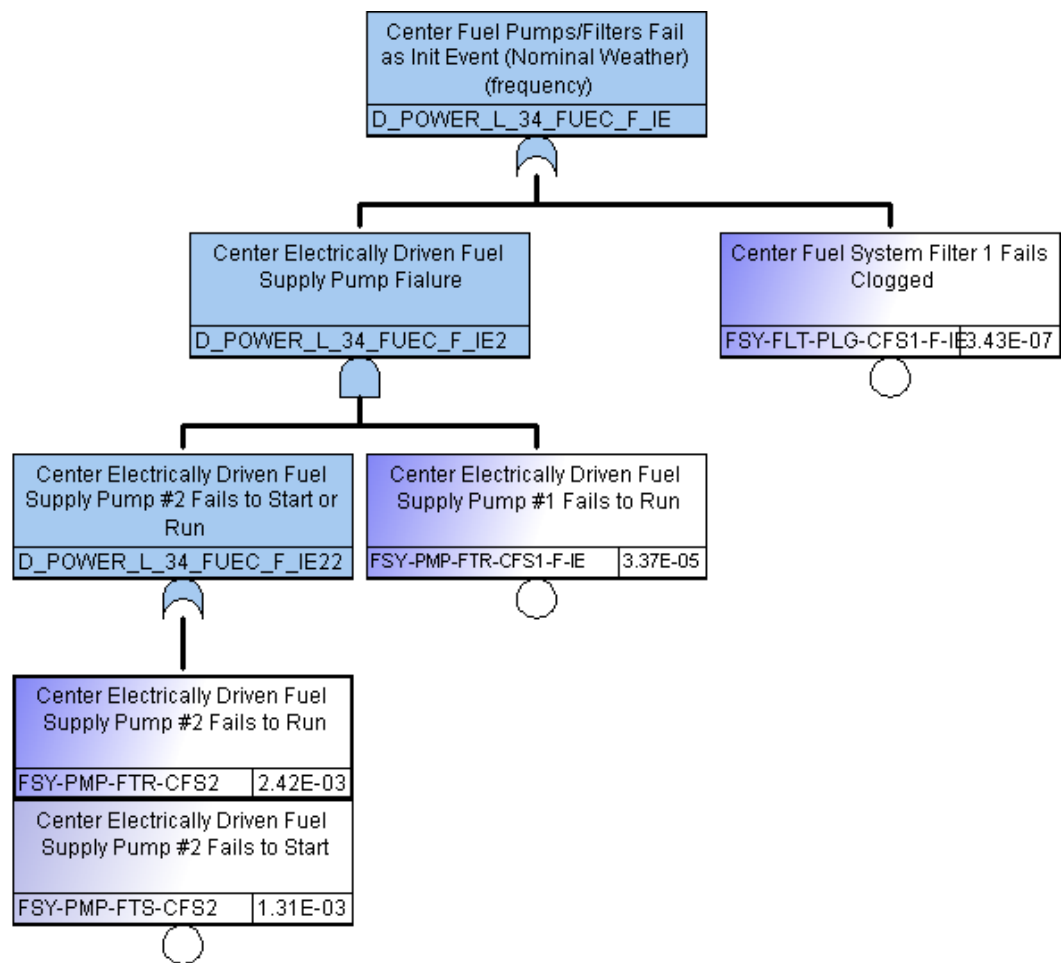 Center Fuel Pumps/Filters Fail
as Init Event (Nominal Weather)
(frequency)
D_POWER_L_34_FUEC_F_IE
Center Electrically Driven Fuel
Supply Pump Fialure
D_POWER_L_34_FUEC_F_IE2
Center Fuel System Filter 1 Fails
Clogged
FSY-FLT-PLG-CFS1-F-IE 3.43E-07
Center Electrically Driven Fuel
Supply Pump #2 Fails to Start or
Run
D_POWER_L_34_FUEC_F_IE22
Center Electrically Driven Fuel
Supply Pump #1 Fails to Run
FSY-PMP-FTR-CFS1-F-IE 3.37E-05
Center Electrically Driven Fuel
Supply Pump #2 Fails to Run
FSY-PMP-FTR-CFS2 2.42E-03
Center Electrically Driven Fuel
Supply Pump #2 Fails to Start
FSY-PMP-FTS-CFS2 1.31E-03